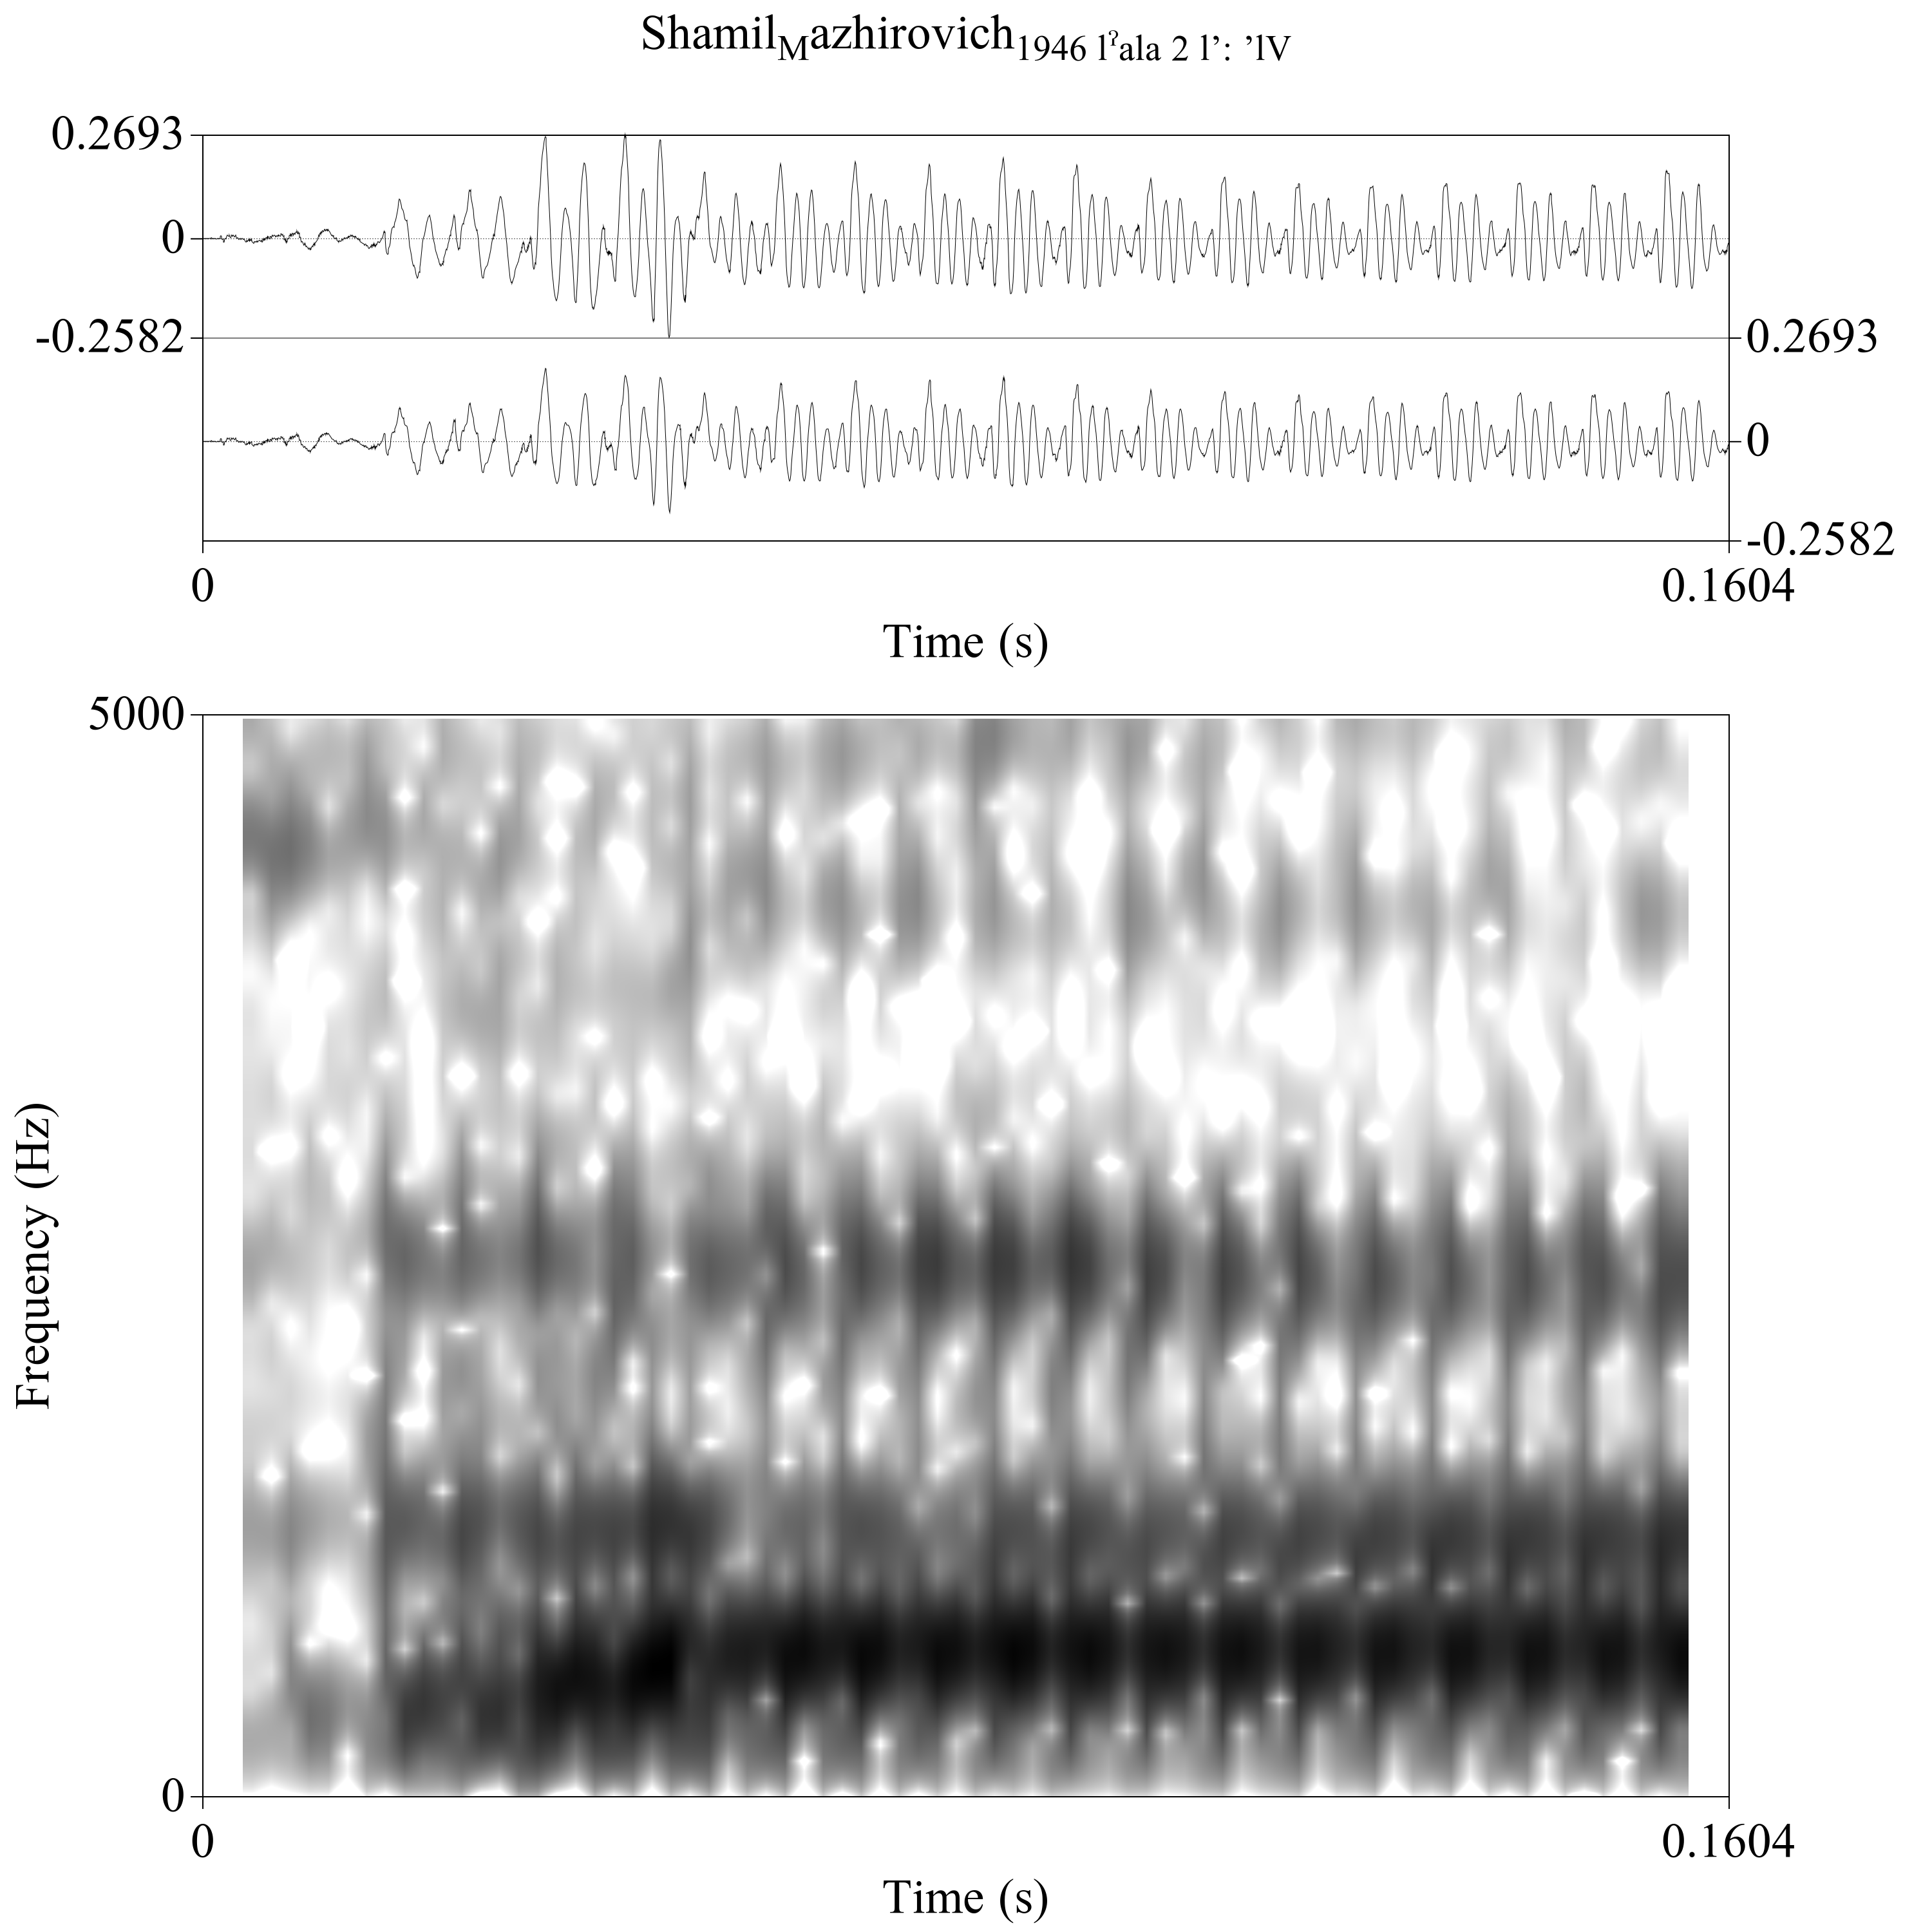 Shamil_Mazhirovich_1946 lˀala 2 l’: ’lV
0.2693
0
-0.2582 0.2693
0
-0.2582
0 0.1604
Time (s)
5000
Frequency (Hz)
0
0 0.1604
Time (s)